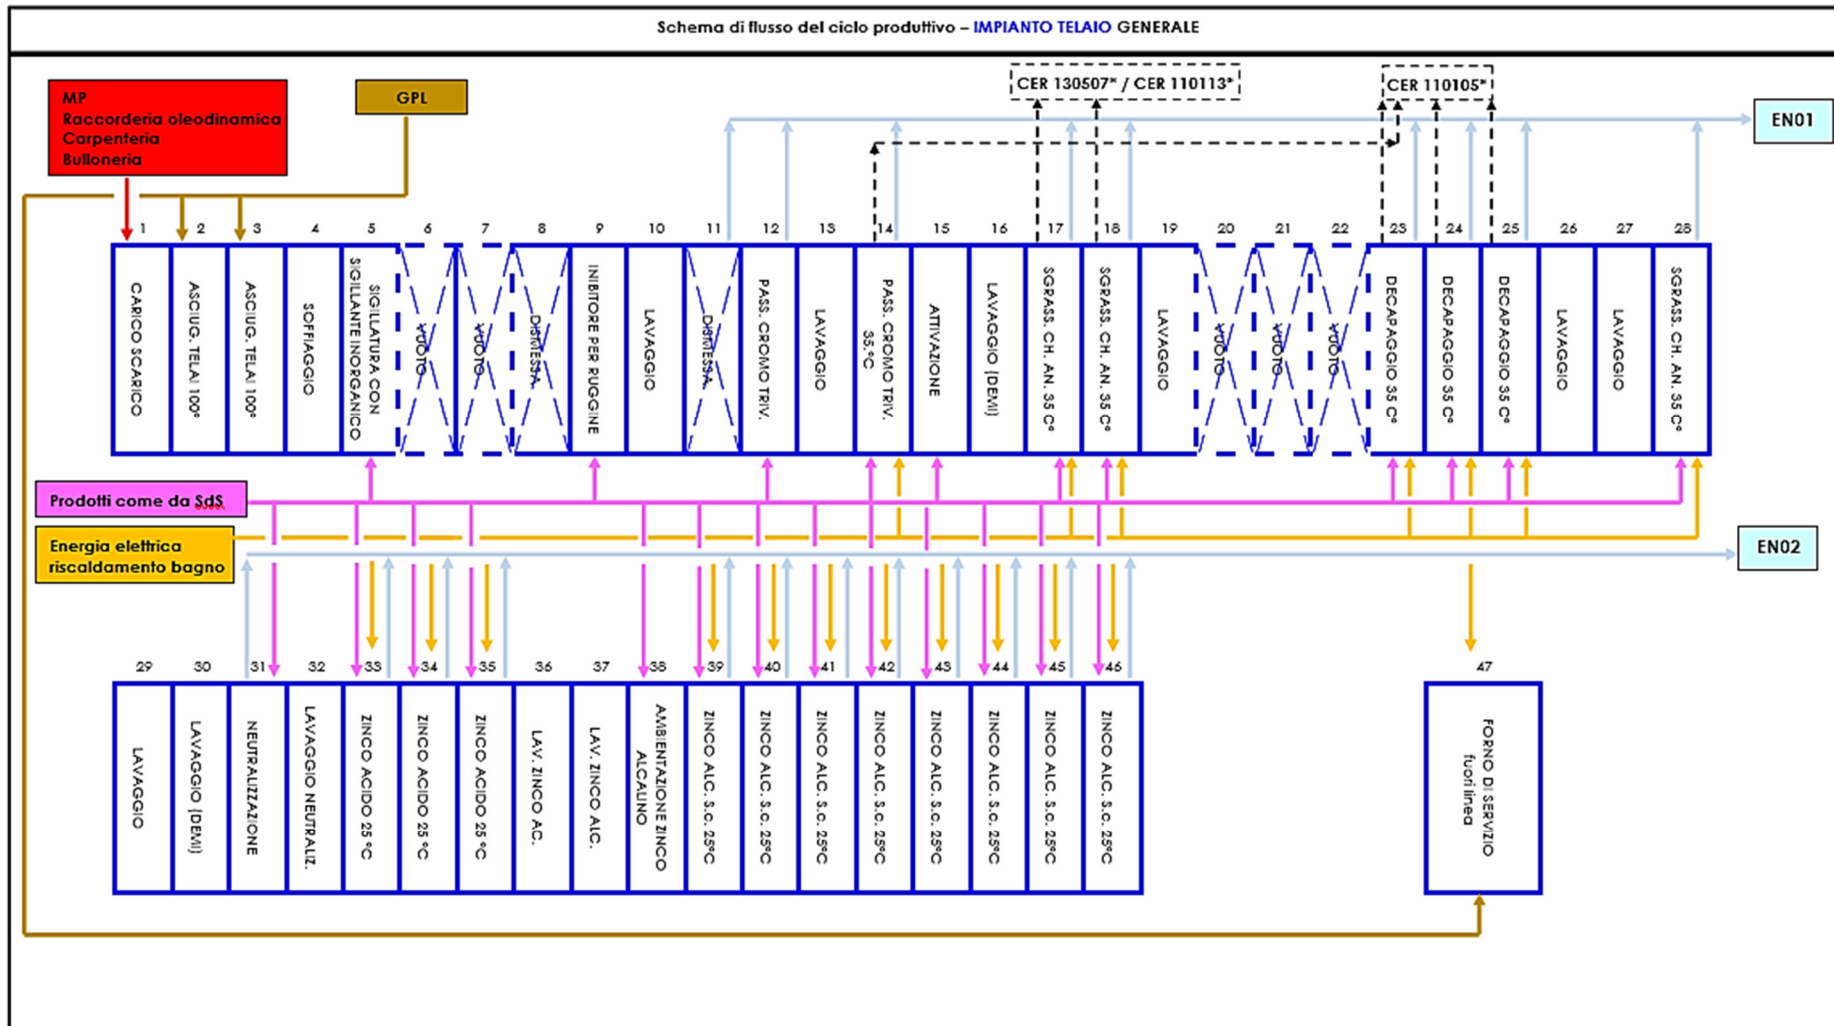 Schema di flusso del ciclo produttivo – IMPIANTO TELAIO GENERALE
MP
Raccorderia oleodinamica
Carpenteria
Bulloneria
GPL
CER 130507* / CER 110113*
CER 110105*
EN01
1 2 3 4 5 6 7 8 9 10 11 12 13 14 15 16 17 18 19 20 21 22 23 24 25 26 27 28
CARICO SCARICO
ASCIUG. TELAI 100°
ASCIUG. TELAI 100°
SOFFIAGGIO
SIGILLATURA CON
SIGILLANTE INORGANICO
VUOTO
VUOTO
DISMESSA
INIBITORE PER RUGGINE
LAVAGGIO
DISMESSA
PASS. CROMO TRIV.
LAVAGGIO
PASS. CROMO TRIV.
35 °C
ATTIVAZIONE
LAVAGGIO (DEMI)
SGRASS. CH. AN. 35 C°
SGRASS. CH. AN. 35 C°
LAVAGGIO
VUOTO
VUOTO
VUOTO
DECAPAGGIO 35 C°
DECAPAGGIO 35 C°
DECAPAGGIO 35 C°
LAVAGGIO
LAVAGGIO
SGRASS. CH. AN. 35 C°
Prodotti come da SdS
Energia elettrica
riscaldamento bagno
EN02
29 30 31 32 33 34 35 36 37 38 39 40 41 42 43 44 45 46 47
LAVAGGIO
LAVAGGIO (DEMI)
NEUTRALIZZAZIONE
LAVAGGIO NEUTRALIZ.
ZINCO ACIDO 25 °C
ZINCO ACIDO 25 °C
ZINCO ACIDO 25 °C
LAV. ZINCO AC.
LAV. ZINCO ALC.
AMBIENTAZIONE ZINCO
ALCALINO
ZINCO ALC. S.c. 25°C
ZINCO ALC. S.c. 25°C
ZINCO ALC. S.c. 25°C
ZINCO ALC. S.c. 25°C
ZINCO ALC. S.c. 25°C
ZINCO ALC. S.c. 25°C
ZINCO ALC. S.c. 25°C
ZINCO ALC. S.c. 25°C
FORNO DI SERVIZIO
fuori linea